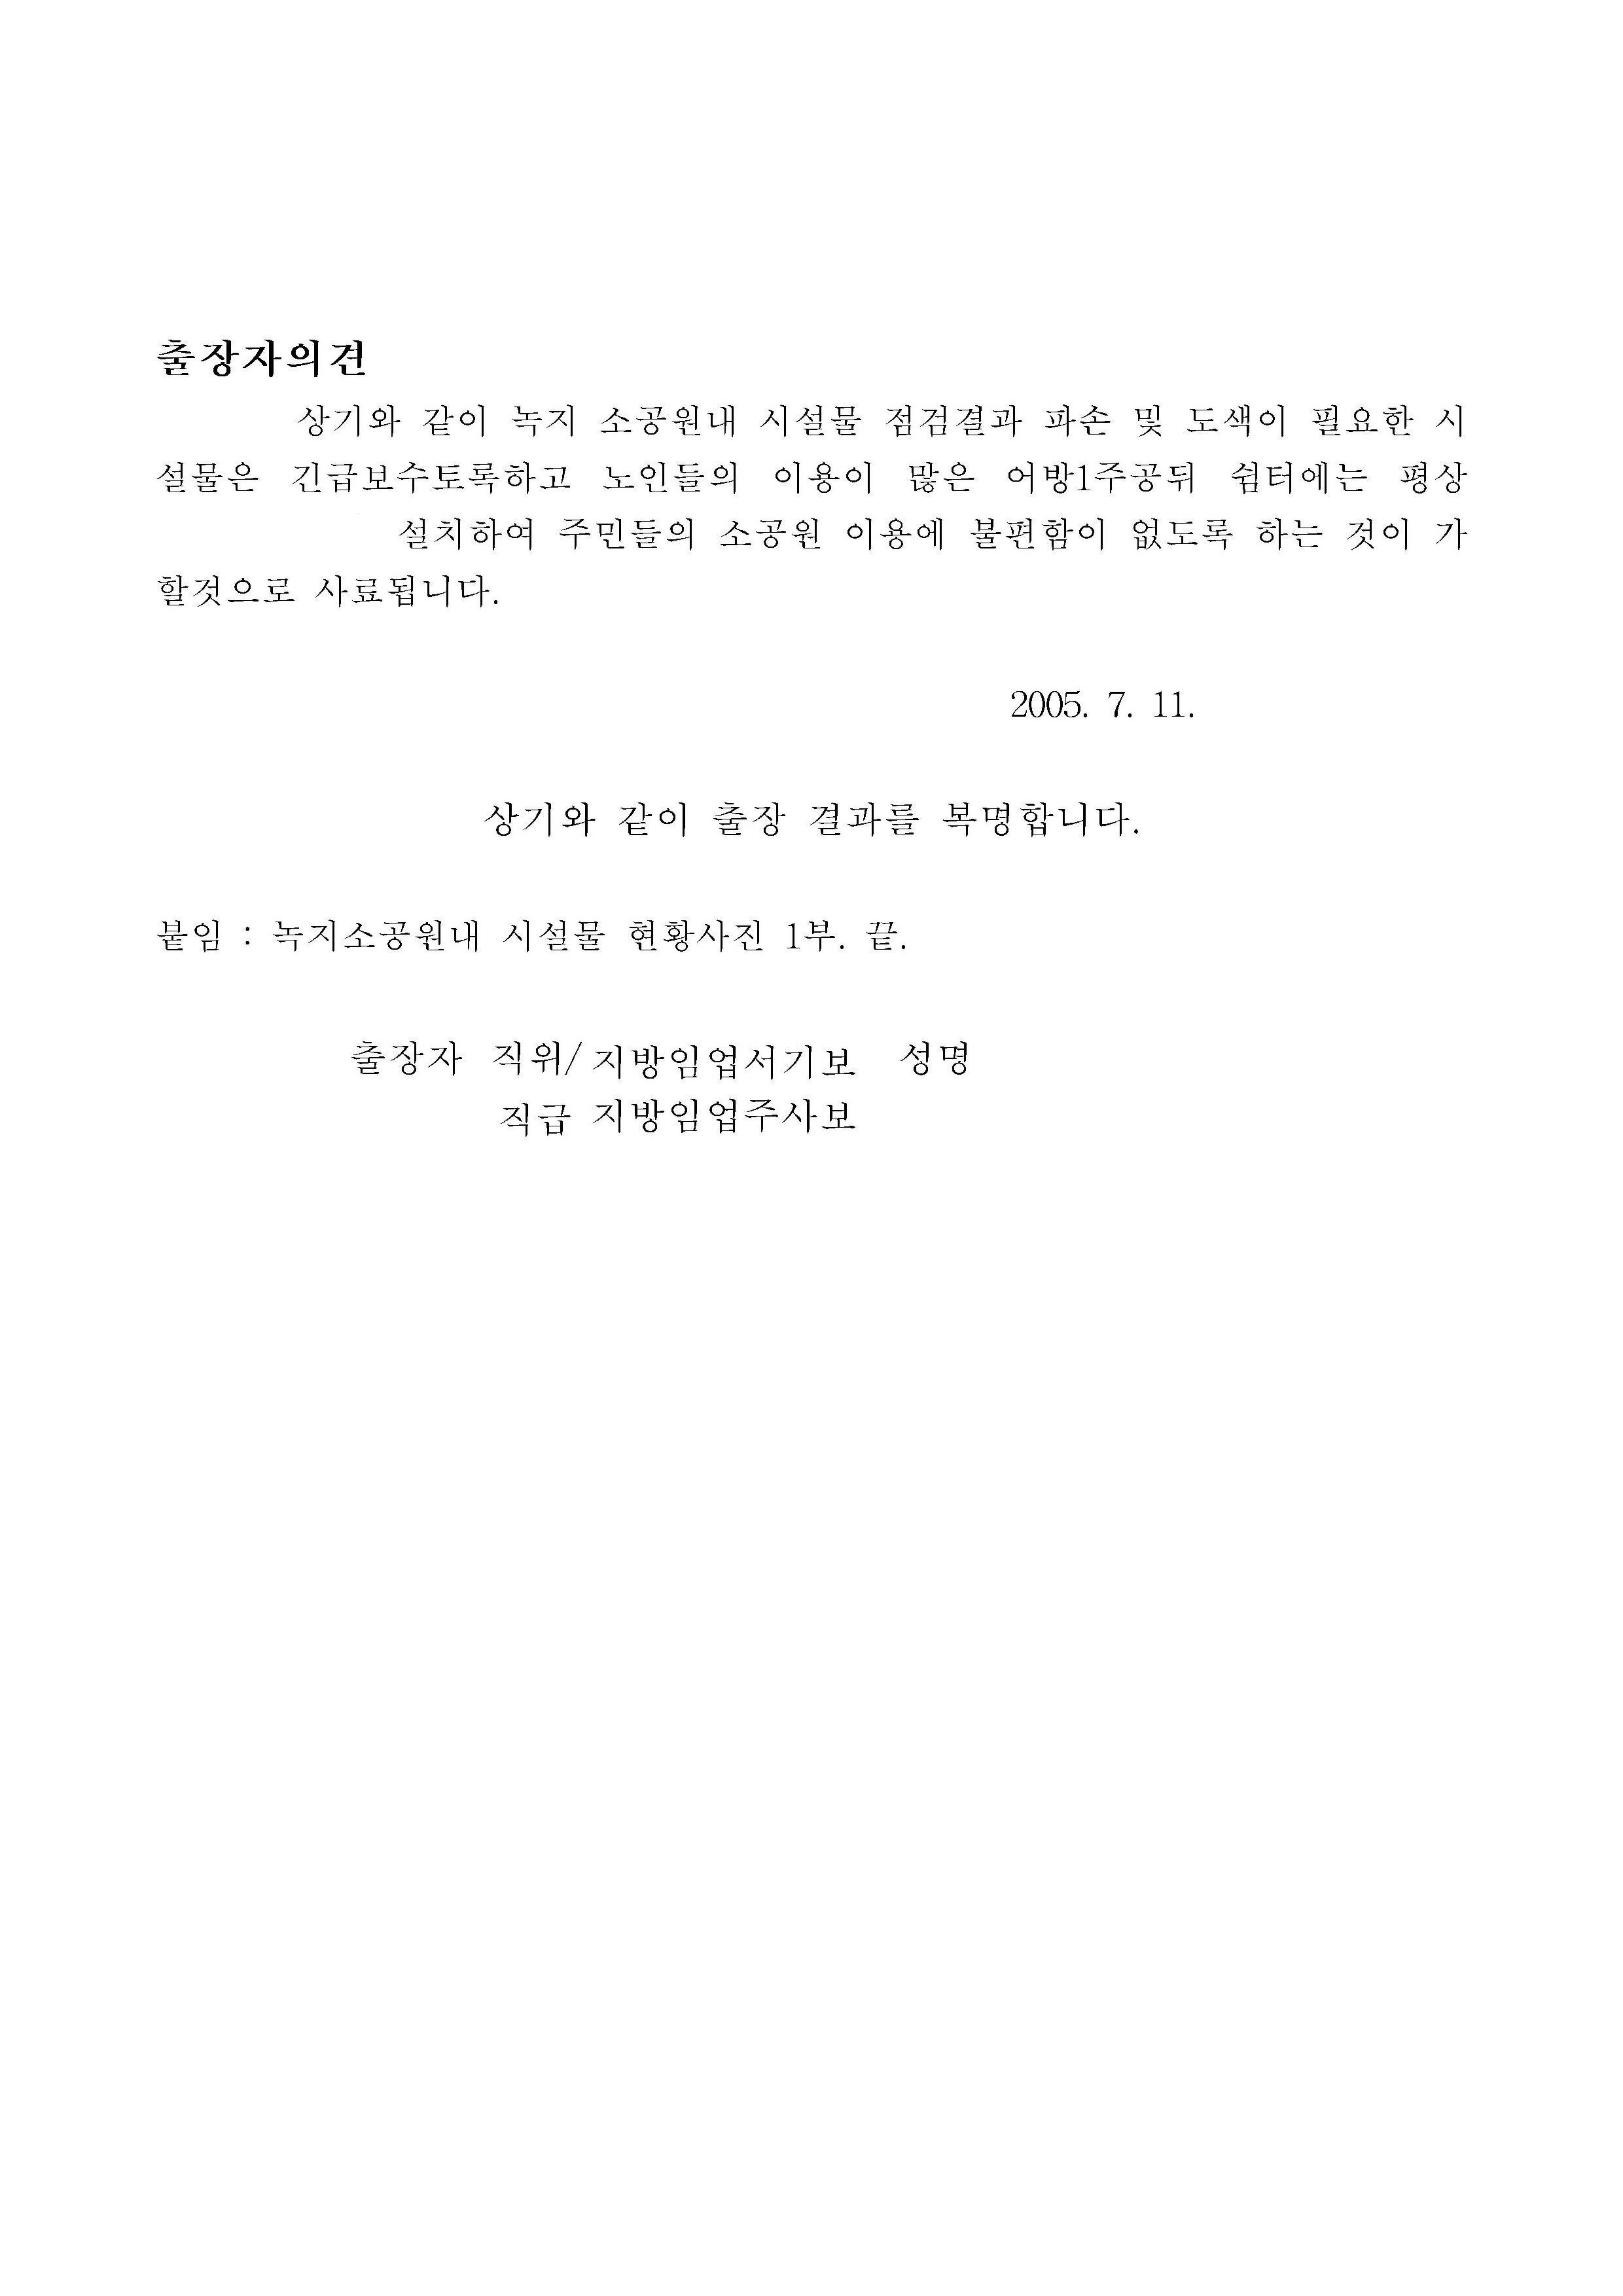 출장자의견
상기와 같이 녹지 소공원내 시설물 점검결과 파손 및 도색이 필요한 시
설물은 긴급보수토록하고 노인들의 이용이 많은 어방1주공뒤 쉼터에는 평상
설치하여 주민들의 소공원 이용에 불편함이 없도록 하는 것이 가
할것으로 사료됩니다.
2005. 7. 11.
상기와 같이 출장 결과를 복명합니다.
붙임 : 녹지소공원내 시설물 현황사진 1부. 끝.
출장자 직위/ 지방임업서기보 성명
직급 지방임업주사보